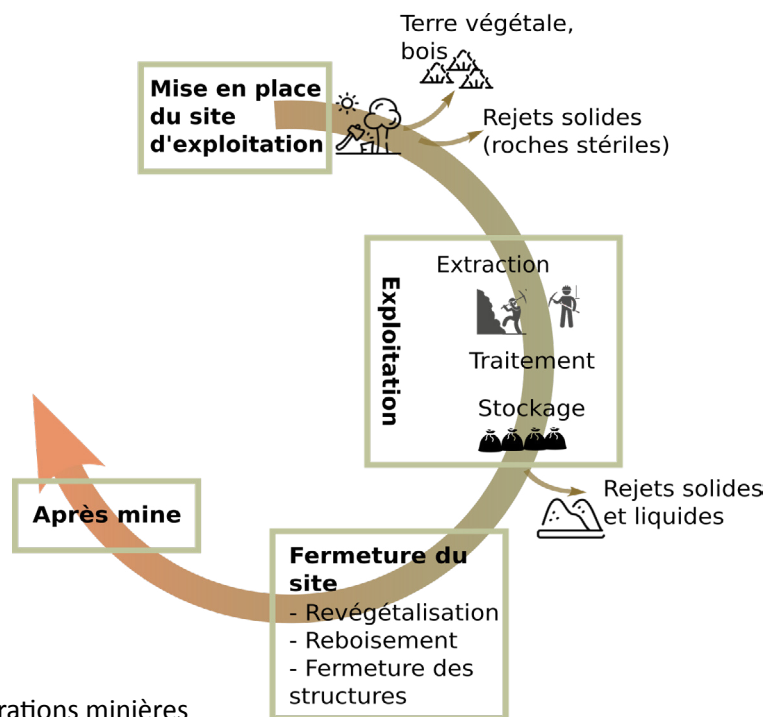 Terre végétale,
bois
Mise en place
du site
d'exploitation
Rejets solides
(roches stériles)
Extraction
Exploitation
Traitement
Stockage
Rejets solides
et liquides
Après mine
Fermeture du
site
- Revégétalisation
- Reboisement
- Fermeture des
structures
minières